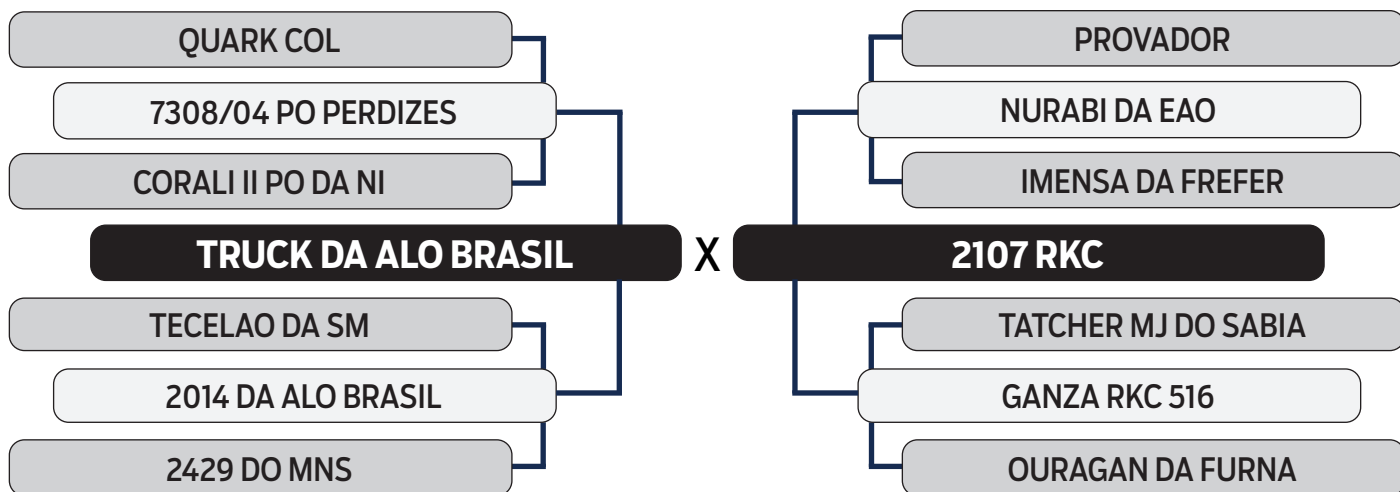 QUARK COL
7308/04 PO PERDIZES
CORALI II PO DA NI
TRUCK DA ALO BRASIL
TECELAO DA SM
2014 DA ALO BRASIL
2429 DO MNS
X
PROVADOR
NURABI DA EAO
IMENSA DA FREFER
2107 RKC
TATCHER MJ DO SABIA
GANZA RKC 516
OURAGAN DA FURNA